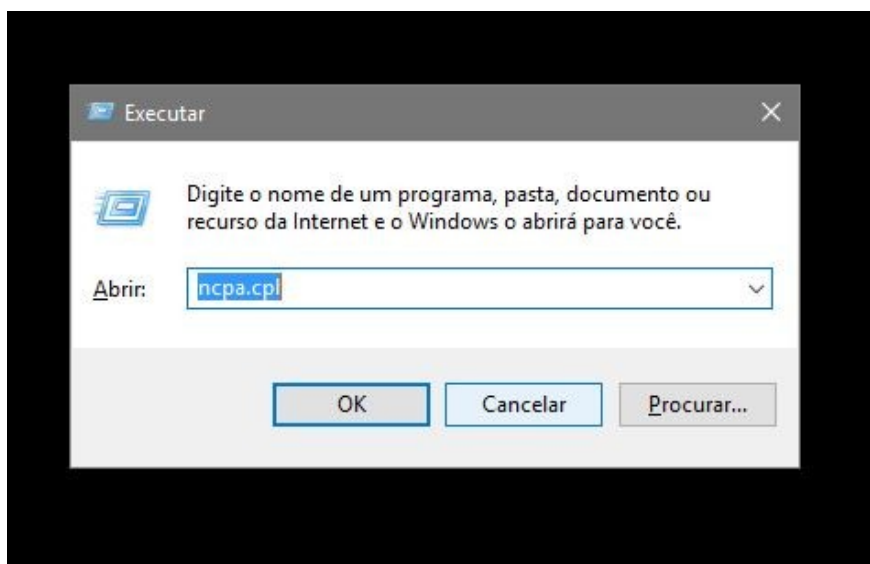 Executar
Digite o nome de um programa, pasta, documento ou
recurso da Internet e o Windows o abrirá para você.
Abrir:
ncpa.cpl
OK
Cancelar
Procurar...